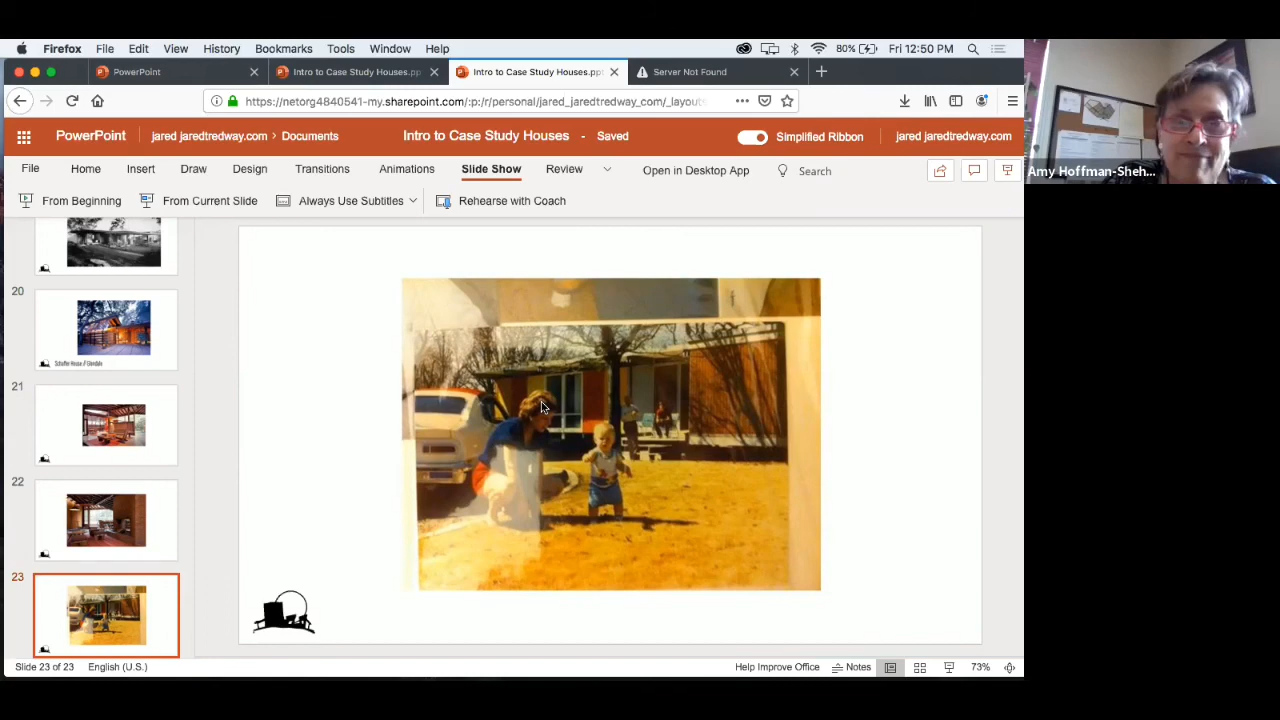 Firefox File Edit View History Bookmarks Tools Window Help 80% Fri 12:50 PM
PowerPoint Intro to Case Study Houses.pp Intro to Case Study Houses.ppt Server Not Found
https://netorg4840541-my.sharepoint.com/:p:/r/personal/jared_jaredtredway_com/_layouts
PowerPoint jared jaredtredway.com > Documents Intro to Case Study Houses - Saved Simplified Ribbon jared jaredtredway.com
File Home Insert Draw Design Transitions Animations Slide Show Review Open in Desktop App Search
From Beginning From Current Slide Always Use Subtitles Rehearse with Coach
Amy Hoffman-Sheh...
20
Schaffer House // Glendale
21
22
23
Slide 23 of 23 English (U.S.) Help Improve Office Notes 73%